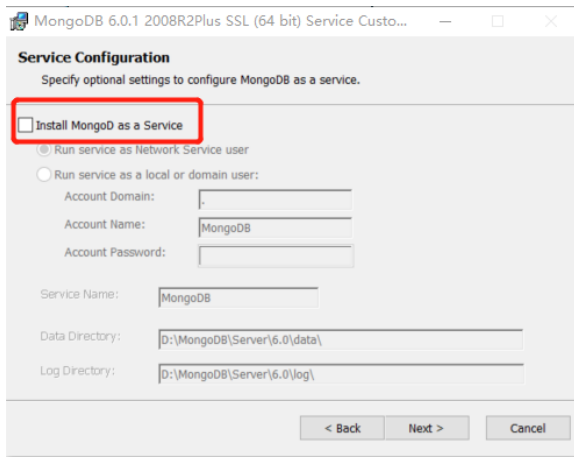 MongoDB 6.0.1 2008R2Plus SSL (64 bit) Service Custo...
Service Configuration
Specify optional settings to configure MongoDB as a service.
Install MongoD as a Service
Run service as Network Service user
Run service as a local or domain user:
Account Domain: .
Account Name: MongoDB
Account Password:
Service Name: MongoDB
Data Directory: D:\MongoDB\Server\6.0\data\
Log Directory: D:\MongoDB\Server\6.0\log\
< Back Next > Cancel